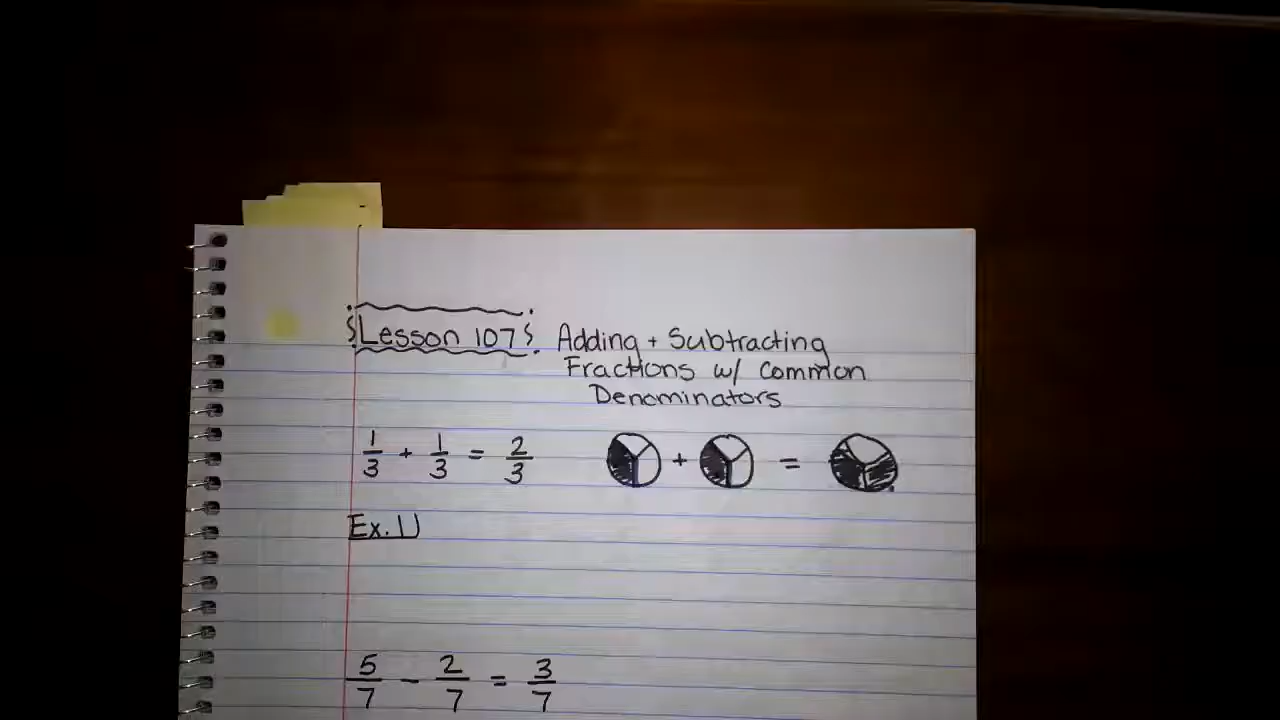 Lesson 107 Adding + Subtracting
Fractions w/ Common
Denominators
1/3 + 1/3 = 2/3
+ =
Ex. 1)
5/7 - 2/7 = 3/7